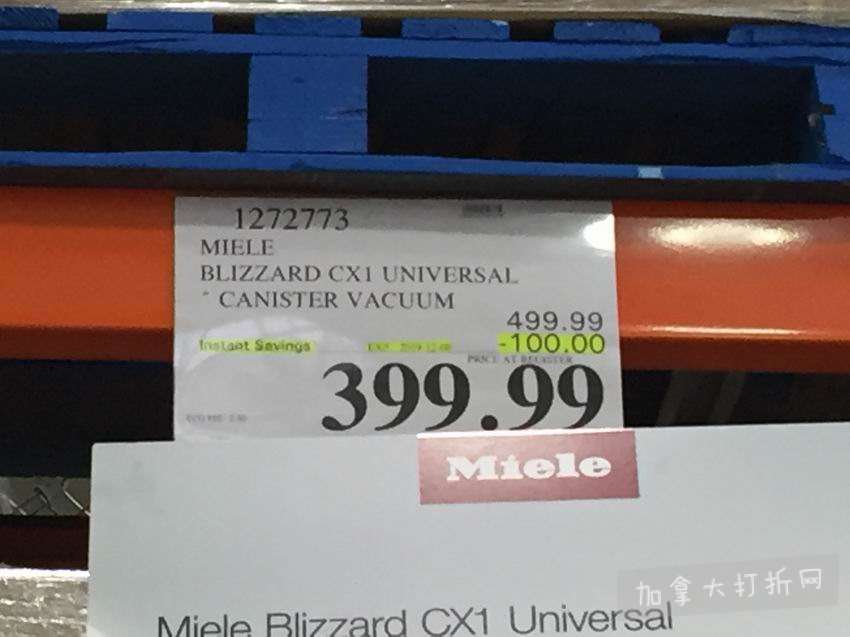 1272773
MIELE
BLIZZARD CX1 UNIVERSAL
CANISTER VACUUM
499.99
Instant Savings -100.00
PRICE AT REGISTER
399.99
Miele
Miele Blizzard CX1 Universal
加拿大打折网